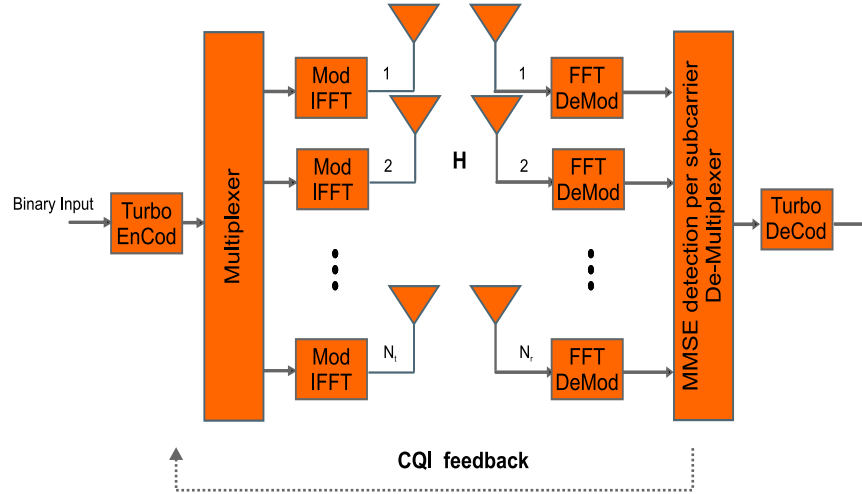 Binary Input
Turbo
EnCod
Multiplexer
Mod
IFFT
1
Mod
IFFT
2
Mod
IFFT
Nt
H
1
FFT
DeMod
2
FFT
DeMod
Nr
FFT
DeMod
MMSE detection per subcarrier
De-Multiplexer
Turbo
DeCod
CQI feedback